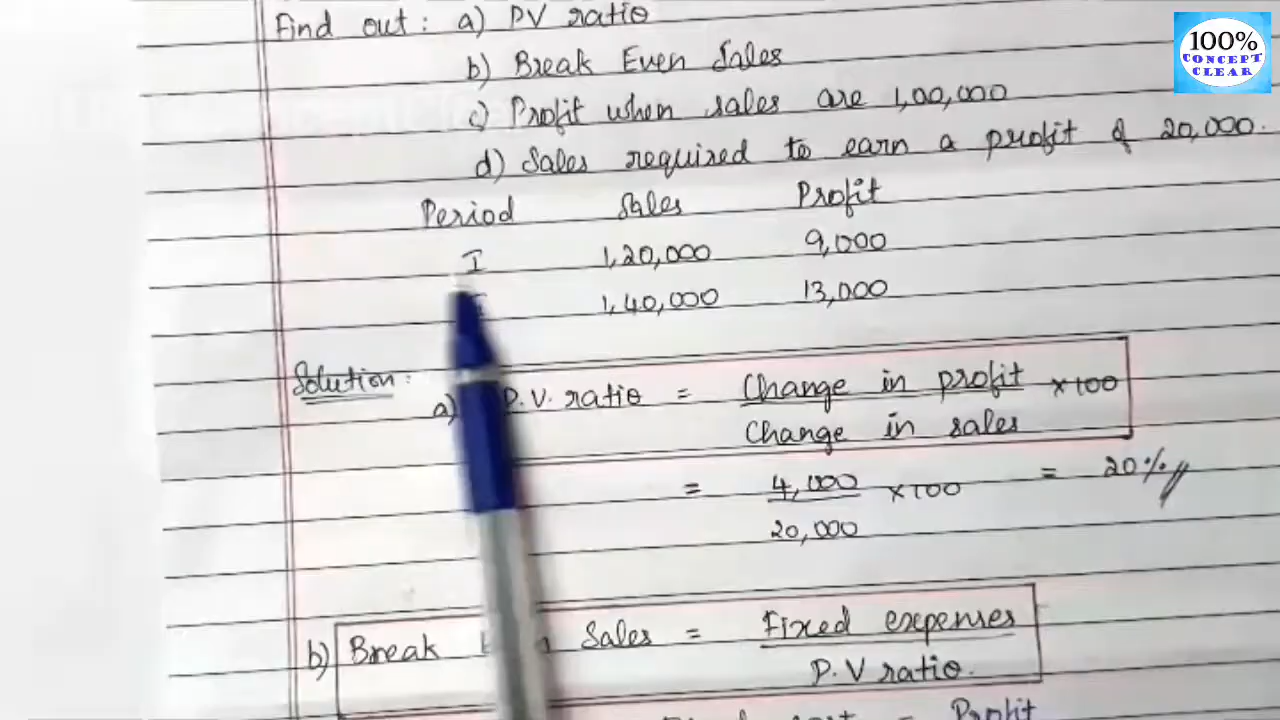 Find out: a) PV ratio
b) Break Even Sales
c) Profit when sales are 1,00,000
d) Sales required to earn a profit of 20,000.
Period Sales Profit
I 1,20,000 9,000
1,40,000 13,000
Solution:
a) P.V. ratio = Change in profit ×100
Change in sales
= 4,000 ×100 = 20%
20,000
b) Break Sales = Fixed expenses
P.V ratio.
= Profit
100%
CONCEPT
CLEAR